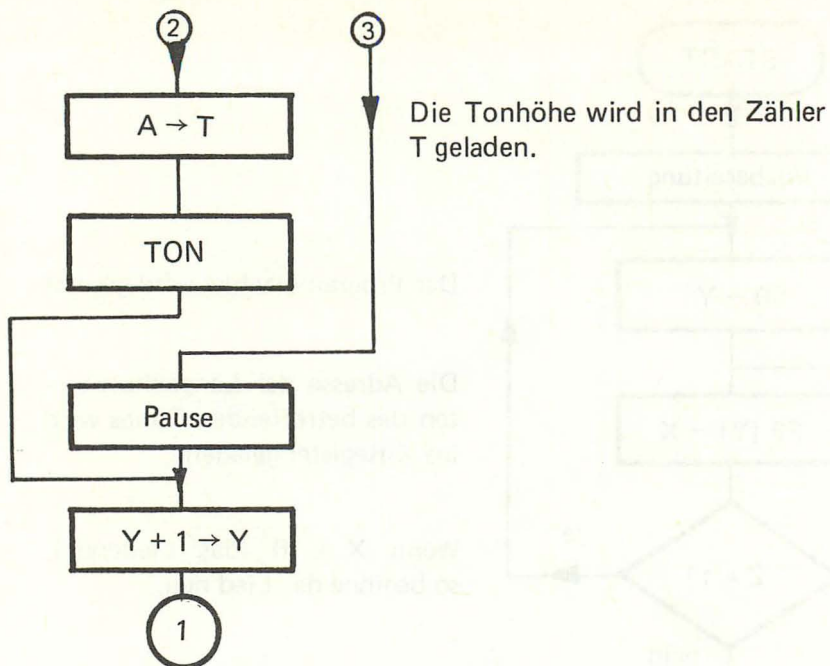 2
3
A → T
Die Tonhöhe wird in den Zähler
T geladen.
TON
Pause
Y + 1 → Y
1